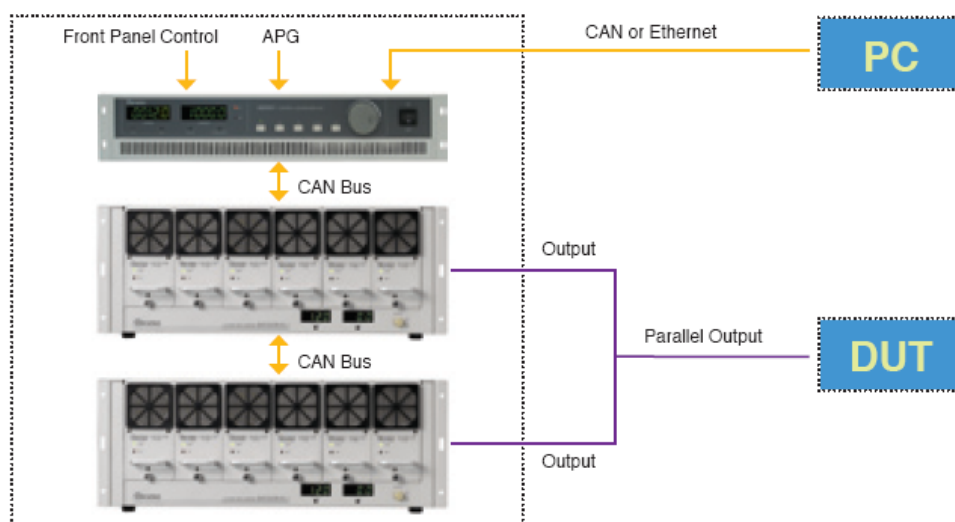 Front Panel Control
APG
CAN or Ethernet
PC
CAN Bus
Output
Parallel Output
DUT
CAN Bus
Output